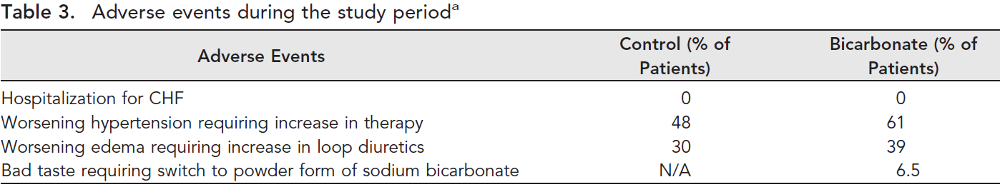 Table 3. Adverse events during the study periodᵃ
Adverse Events Control (% of Patients) Bicarbonate (% of Patients)
Hospitalization for CHF 0 0
Worsening hypertension requiring increase in therapy 48 61
Worsening edema requiring increase in loop diuretics 30 39
Bad taste requiring switch to powder form of sodium bicarbonate N/A 6.5